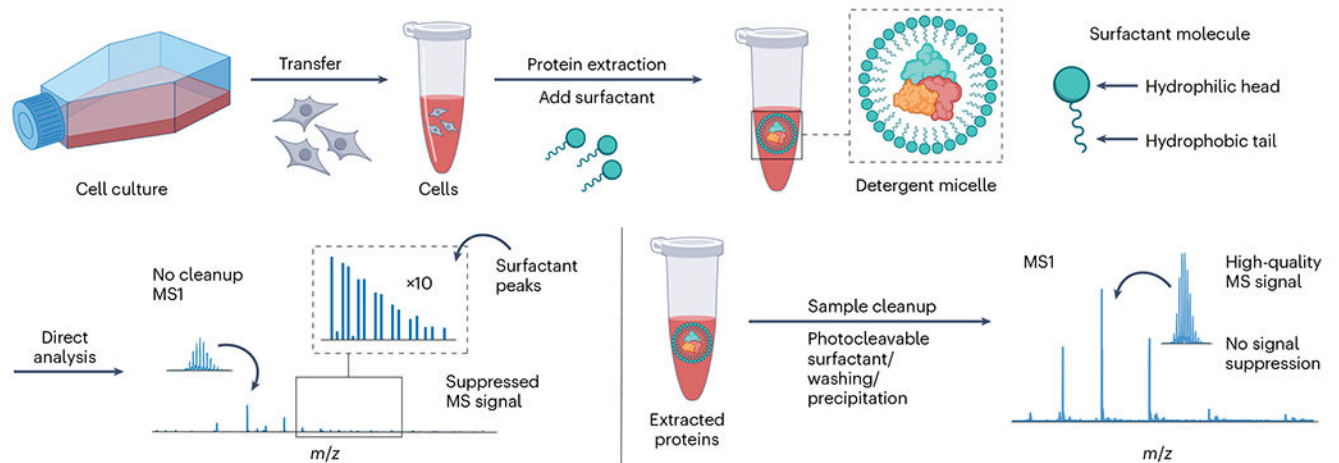 Cell culture
Transfer
Cells
Protein extraction
Add surfactant
Detergent micelle
Surfactant molecule
Hydrophilic head
Hydrophobic tail
Direct
analysis
No cleanup
MS1
×10
Surfactant
peaks
Suppressed
MS signal
m/z
Extracted
proteins
Sample cleanup
Photocleavable
surfactant/
washing/
precipitation
MS1
High-quality
MS signal
No signal
suppression
m/z